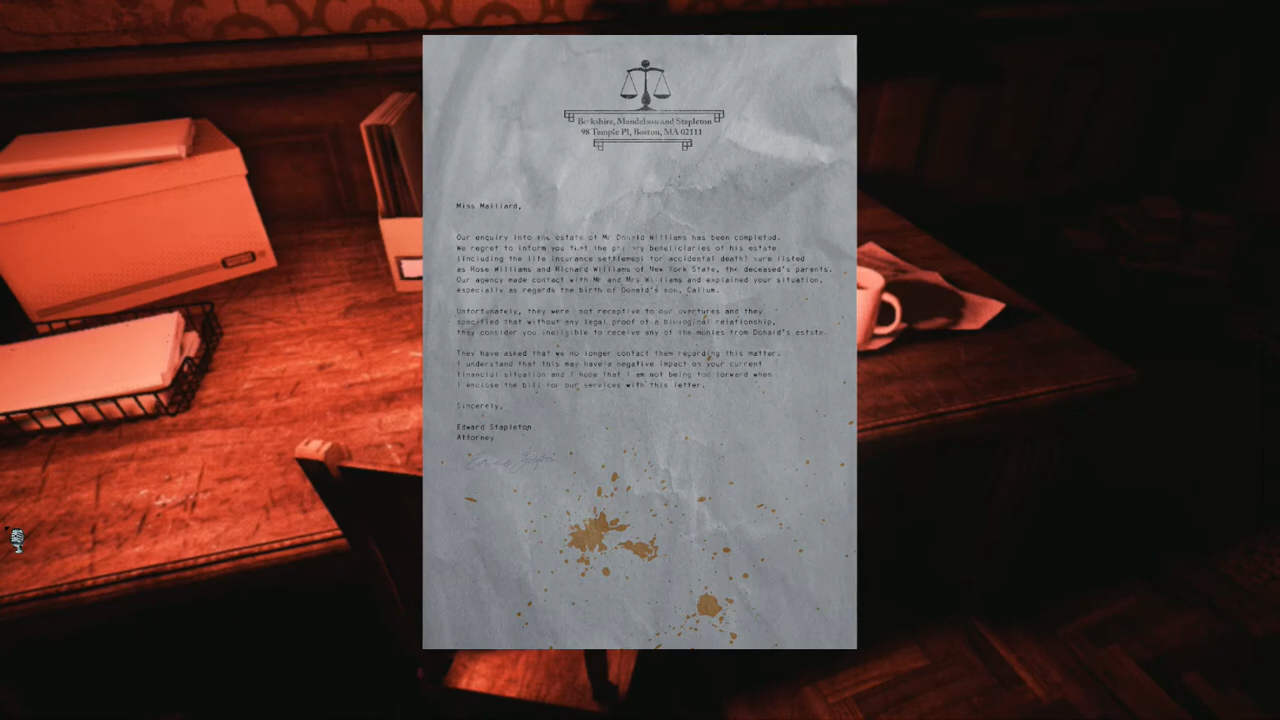 Berkshire, Mandelson and Stapleton
98 Temple Pl, Boston, MA 02111
Miss Maillard,
Our enquiry into the estate of Mr Donald Williams has been completed.
We regret to inform you that the primary beneficiaries of his estate
(including the life insurance settlement for accidental death) were listed
as Rose Williams and Richard Williams of New York State, the deceased's parents.
Our agency made contact with Mr and Mrs Williams and explained your situation,
especially as regards the birth of Donald's son, Callum.
Unfortunately, they were not receptive to our overtures and they
specified that without any legal proof of a biological relationship,
they consider you ineligible to receive any of the monies from Donald's estate.
They have asked that we no longer contact them regarding this matter.
I understand that this may have a negative impact on your current
financial situation and I hope that I am not being too forward when
I enclose the bill for our services with this letter.
Sincerely,
Edward Stapleton
Attorney
Edward Stapleton